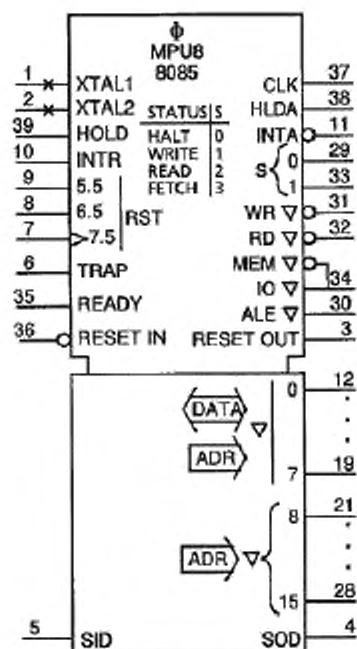 Φ
MPU8
8085
1 XTAL1 CLK 37
2 XTAL2 STATUS S HLDA 38
39 HOLD HALT 0 INTA 11
10 INTR WRITE 1 S 0 29
9 5.5 READ 2 1 33
8 6.5 RST FETCH 3 WR 31
7 7.5 RD 32
6 TRAP MEM
35 READY IO 34
ALE 30
36 RESET IN RESET OUT 3
0 12
DATA
ADR
7 19
8 21
ADR
15 28
5 SID SOD 4